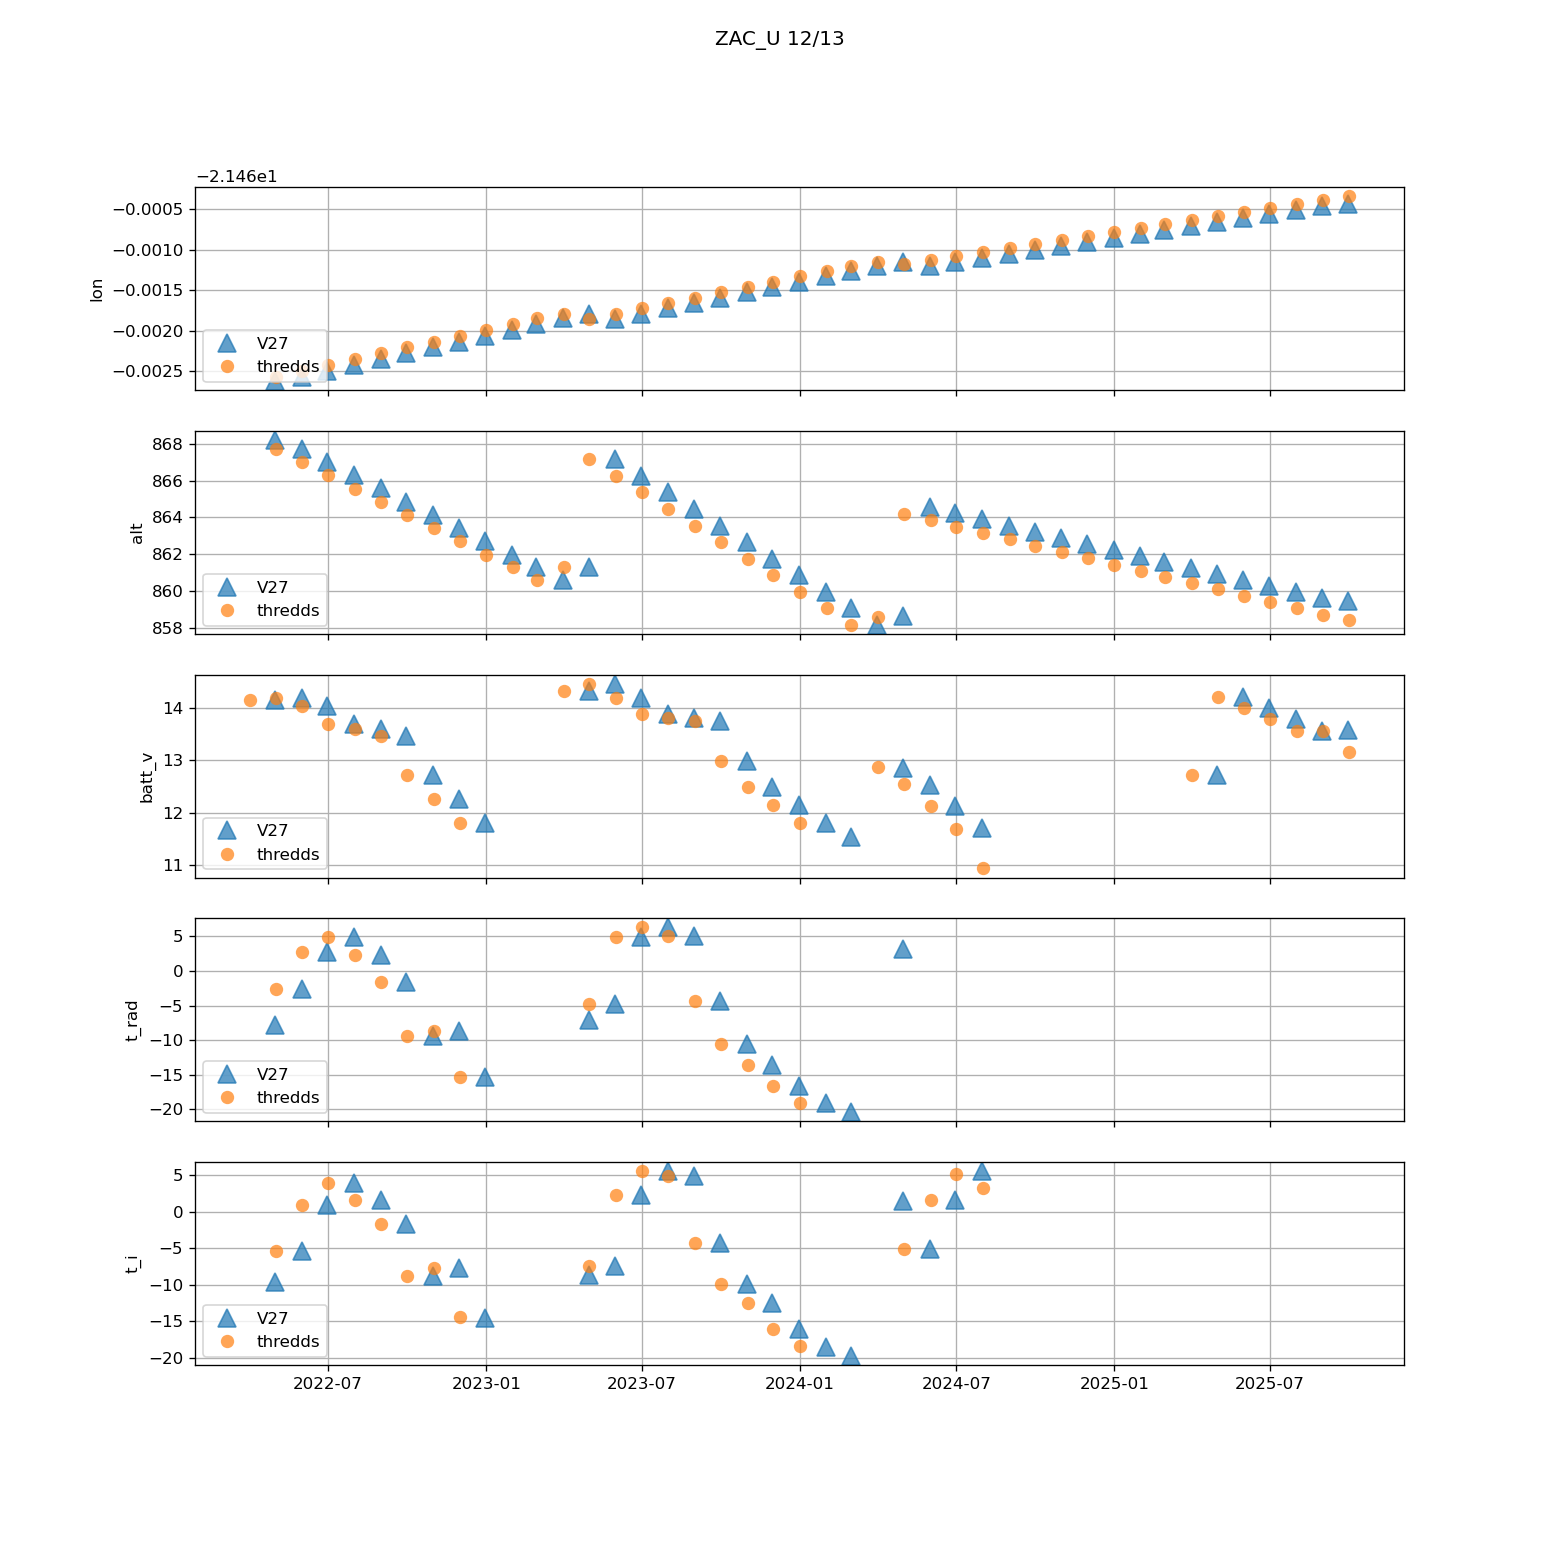 ZAC_U 12/13
−2.146e1
−0.0005
−0.0010
−0.0015
−0.0020
−0.0025
lon
V27
thredds
868
866
864
862
860
858
alt
V27
thredds
14
13
12
11
batt_v
V27
thredds
5
0
−5
−10
−15
−20
t_rad
V27
thredds
5
0
−5
−10
−15
−20
t_i
V27
thredds
2022-07
2023-01
2023-07
2024-01
2024-07
2025-01
2025-07